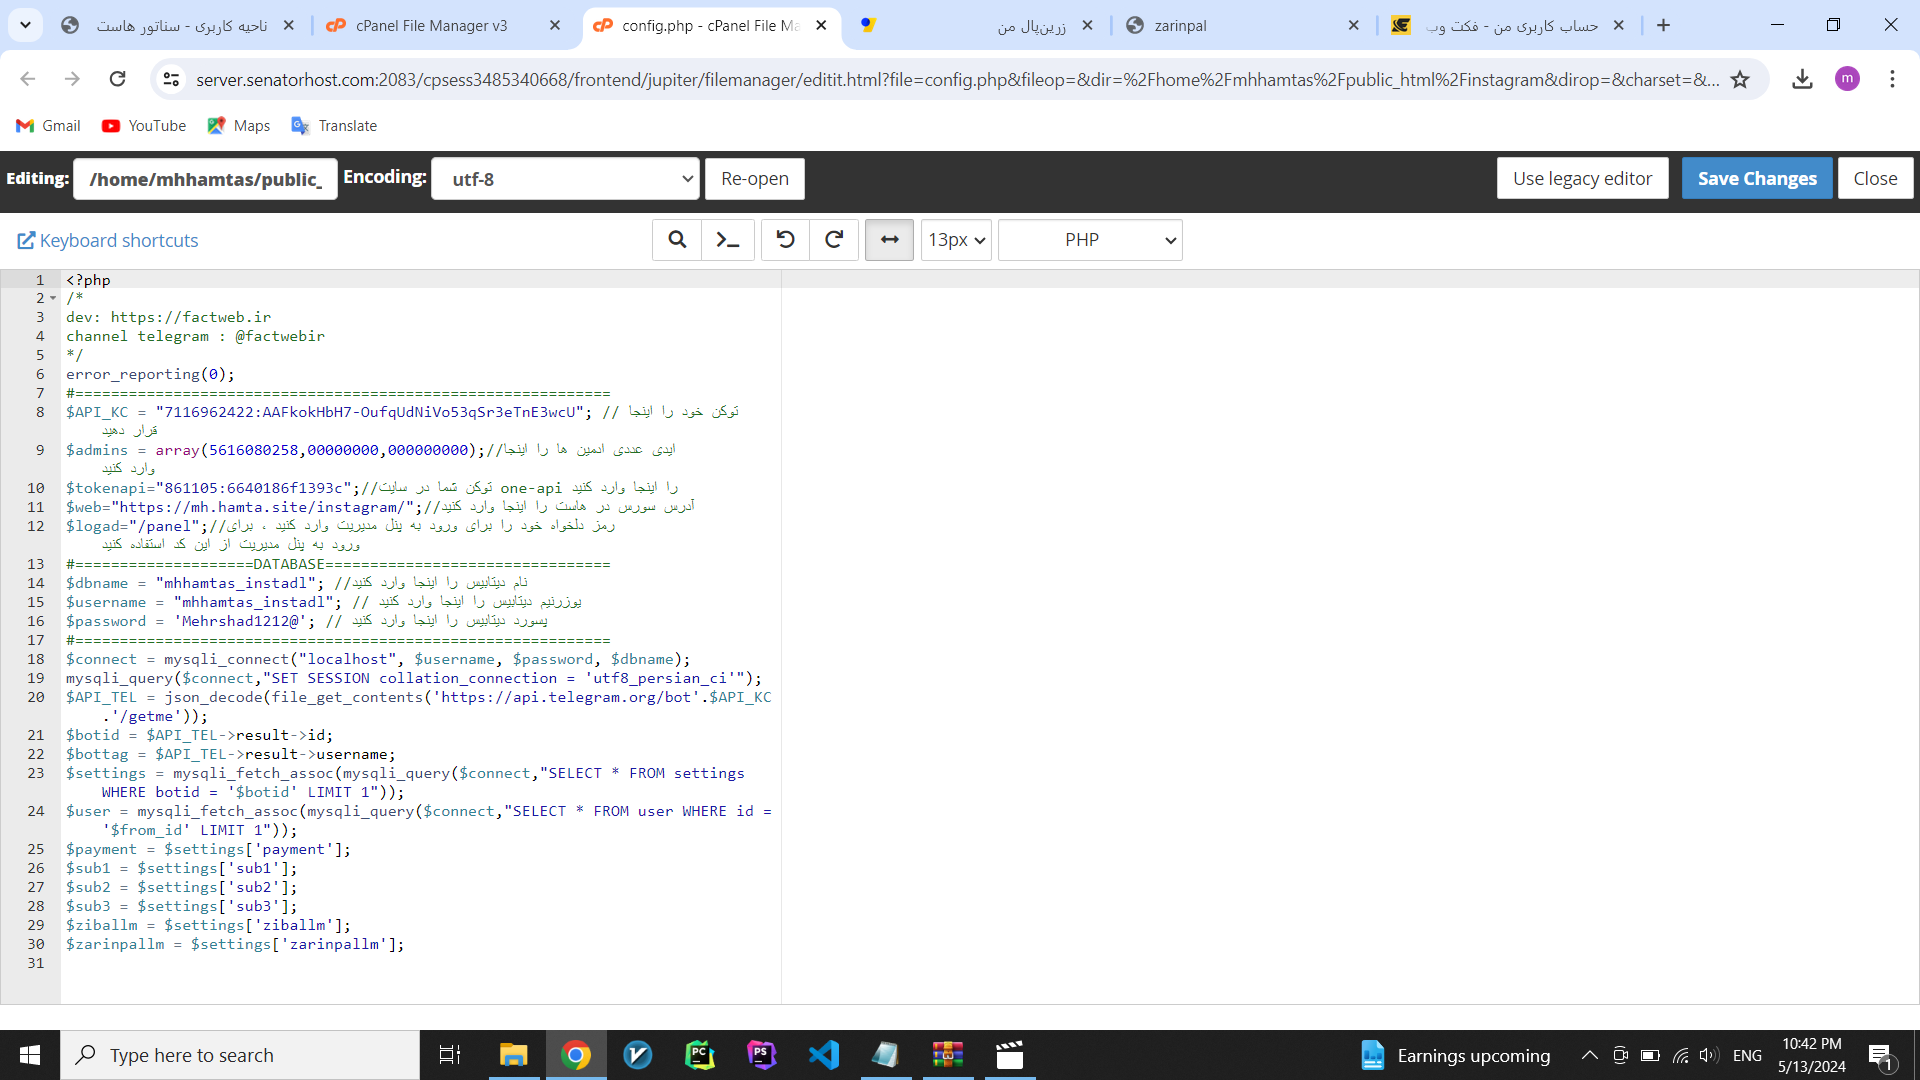 ناحیه کاربری - سناتور هاست
cPanel File Manager v3
config.php - cPanel File Ma
زرین‌پال من
zarinpal
حساب کاربری من - فکت وب
server.senatorhost.com:2083/cpsess3485340668/frontend/jupiter/filemanager/editit.html?file=config.php&fileop=&dir=%2Fhome%2Fmhhamtas%2Fpublic_html%2Finstagram&dirop=&charset=&...
m
Gmail YouTube Maps Translate
Editing: /home/mhhamtas/public_ Encoding: utf-8 Re-open Use legacy editor Save Changes Close
Keyboard shortcuts 13px PHP
1 <?php
2 /*
3 dev: https://factweb.ir
4 channel telegram : @factwebir
5 */
6 error_reporting(0);
7 #============================================================
8 $API_KC = "7116962422:AAFkokHbH7-OufqUdNiVo53qSr3eTnE3wcU"; // توکن خود را اینجا
قرار دهید
9 $admins = array(5616080258,00000000,000000000);//ایدی عددی ادمین ها را اینجا
وارد کنید
10 $tokenapi="861105:6640186f1393c";//توکن شما در سایت one-api را اینجا وارد کنید
11 $web="https://mh.hamta.site/instagram/";//آدرس سورس در هاست را اینجا وارد کنید
12 $logad="/panel";//رمز دلخواه خود را برای ورود به پنل مدیریت وارد کنید ، برای
ورود به پنل مدیریت از این کد استفاده کنید
13 #====================DATABASE================================
14 $dbname = "mhhamtas_instadl"; //نام دیتابیس را اینجا وارد کنید
15 $username = "mhhamtas_instadl"; // یوزرنیم دیتابیس را اینجا وارد کنید
16 $password = 'Mehrshad1212@'; // پسورد دیتابیس را اینجا وارد کنید
17 #============================================================
18 $connect = mysqli_connect("localhost", $username, $password, $dbname);
19 mysqli_query($connect,"SET SESSION collation_connection = 'utf8_persian_ci'");
20 $API_TEL = json_decode(file_get_contents('https://api.telegram.org/bot'.$API_KC
.'/getme'));
21 $botid = $API_TEL->result->id;
22 $bottag = $API_TEL->result->username;
23 $settings = mysqli_fetch_assoc(mysqli_query($connect,"SELECT * FROM settings
WHERE botid = '$botid' LIMIT 1"));
24 $user = mysqli_fetch_assoc(mysqli_query($connect,"SELECT * FROM user WHERE id =
'$from_id' LIMIT 1"));
25 $payment = $settings['payment'];
26 $sub1 = $settings['sub1'];
27 $sub2 = $settings['sub2'];
28 $sub3 = $settings['sub3'];
29 $ziballm = $settings['ziballm'];
30 $zarinpallm = $settings['zarinpallm'];
31
Type here to search
PC PS
Earnings upcoming
ENG
10:42 PM
5/13/2024
1